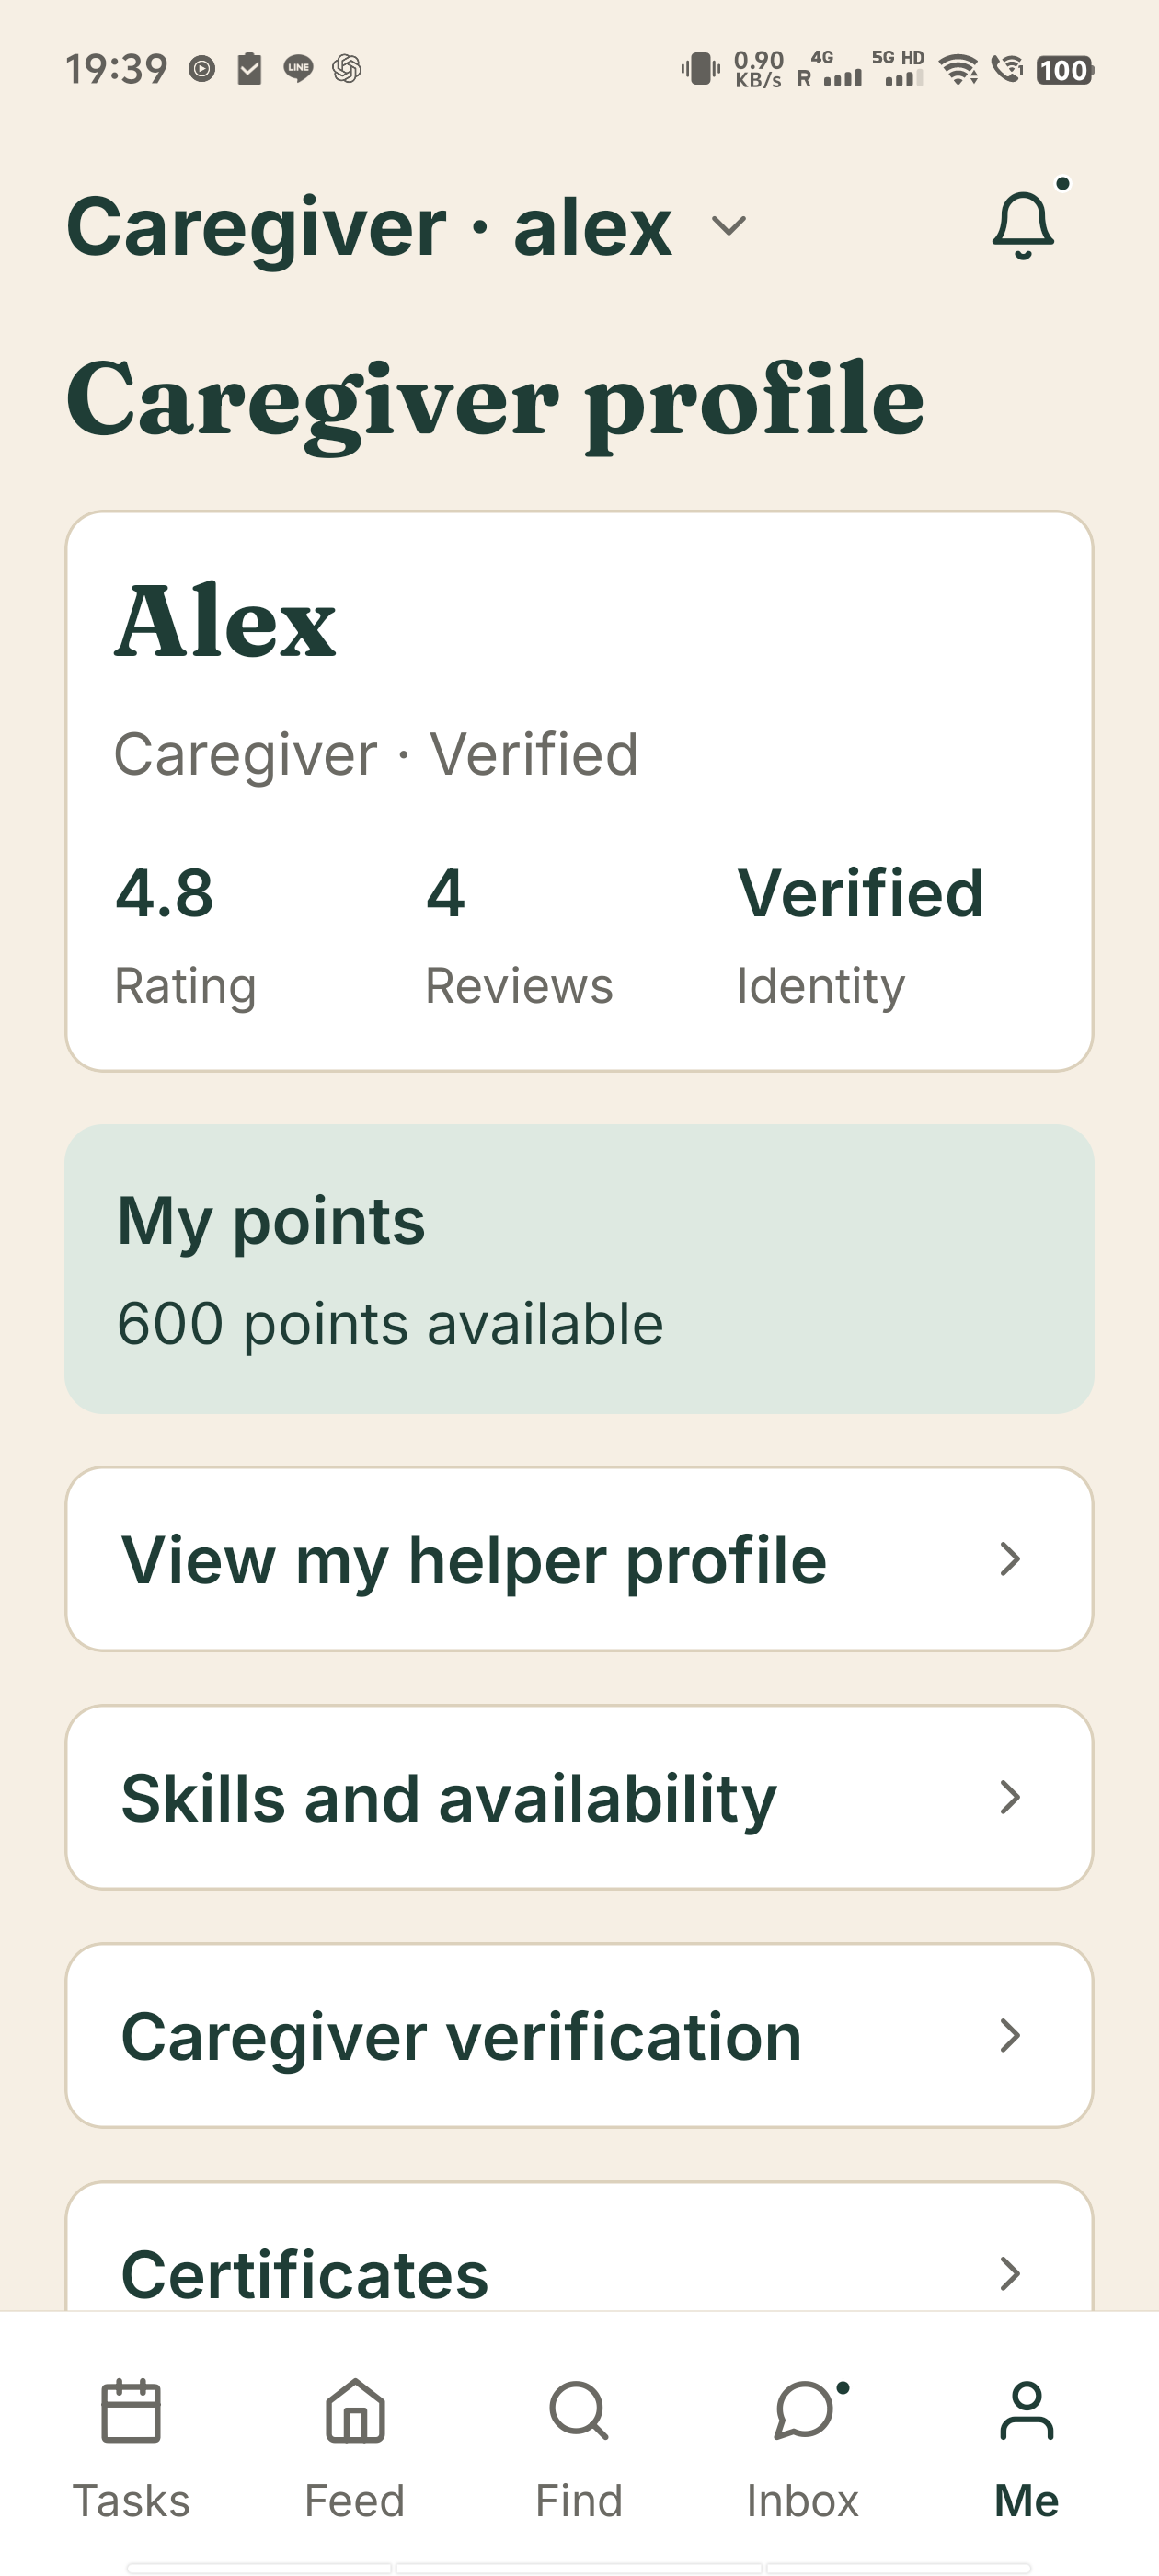 19:39 LINE 0.90 KB/s R 4G 5G HD 100
Caregiver · alex
Caregiver profile
Alex
Caregiver · Verified
4.8 4 Verified
Rating Reviews Identity
My points
600 points available
View my helper profile
Skills and availability
Caregiver verification
Certificates
Tasks Feed Find Inbox Me